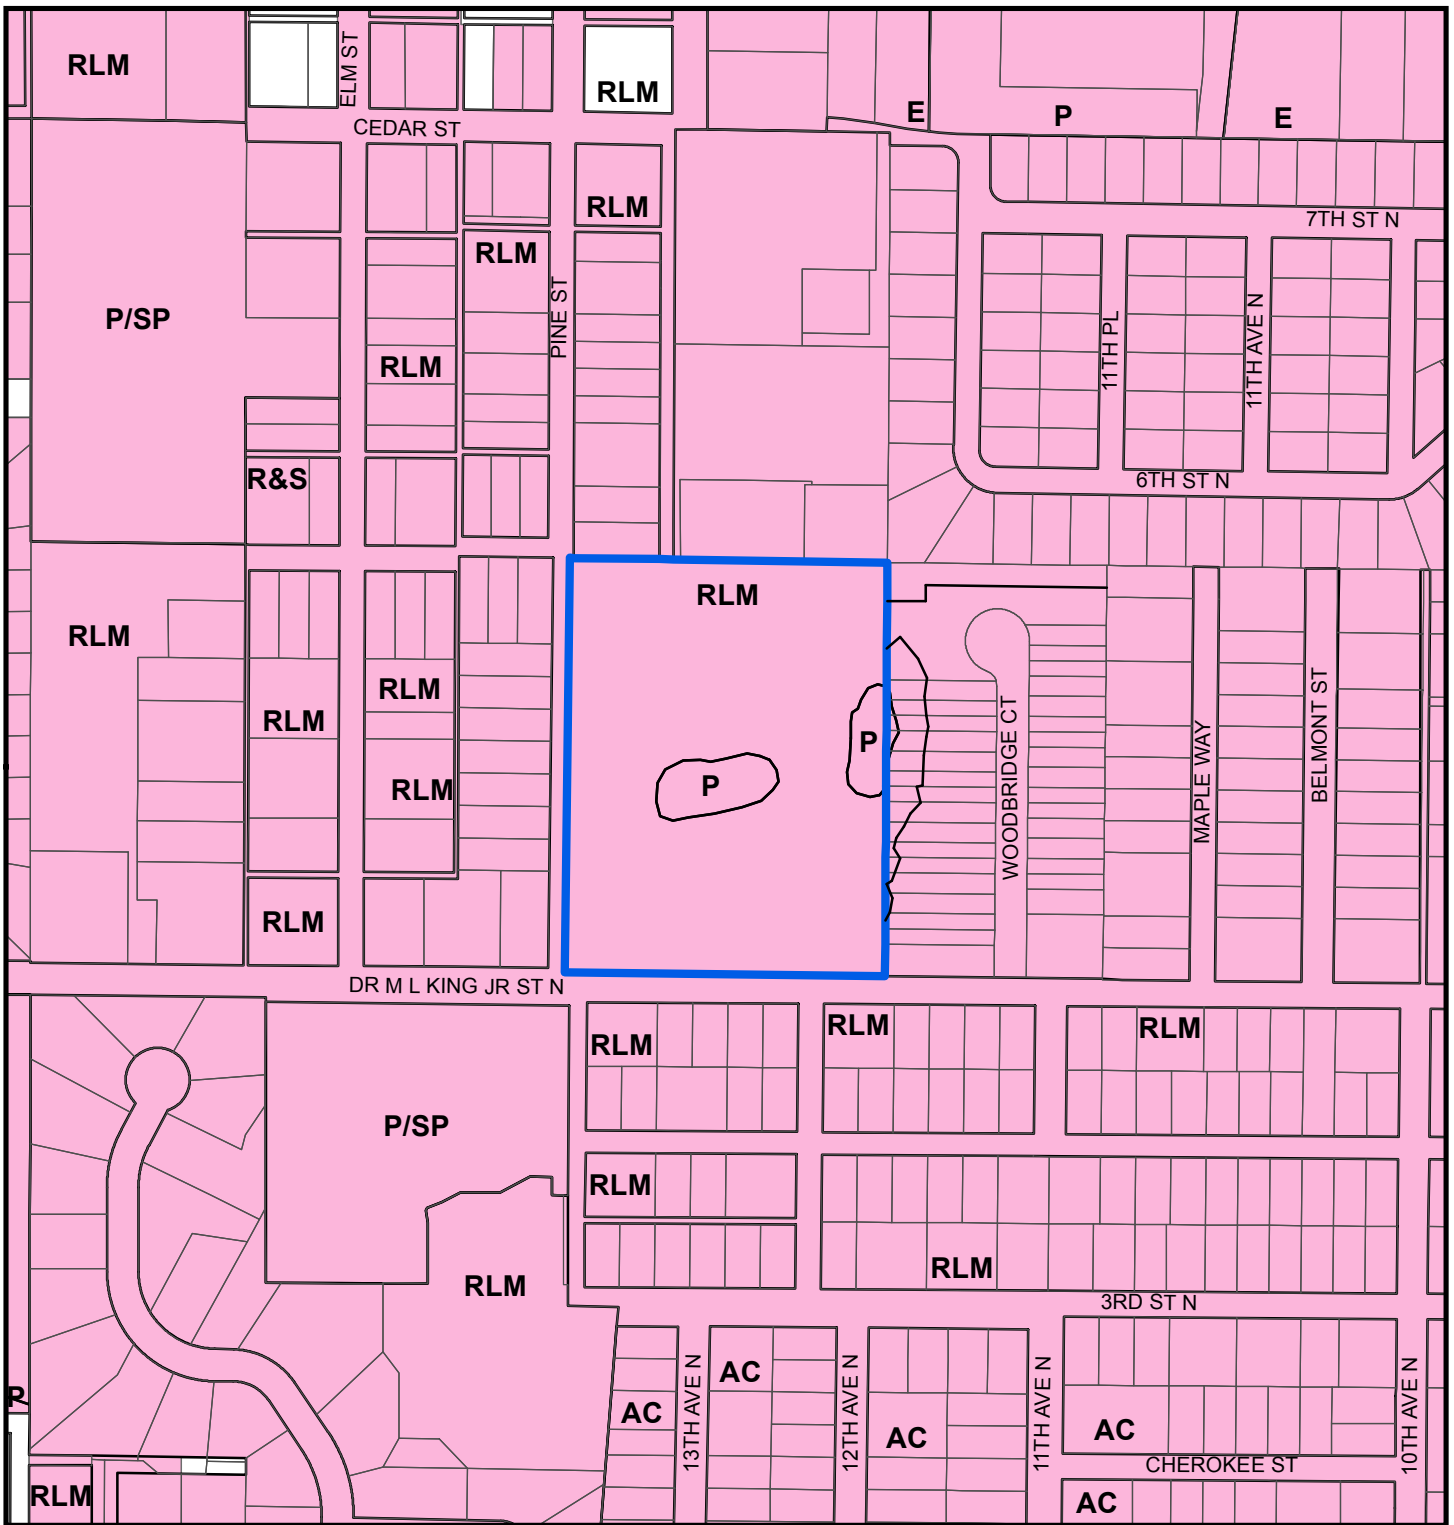 RLM
ELM ST
RLM
E
P
E
CEDAR ST
RLM
7TH ST N
RLM
P/SP
PINE ST
RLM
11TH PL
11TH AVE N
R&S
6TH ST N
RLM
RLM
RLM
RLM
P
P
RLM
WOODBRIDGE CT
MAPLE WAY
BELMONT ST
RLM
DR M L KING JR ST N
RLM
RLM
RLM
P/SP
RLM
RLM
RLM
3RD ST N
AC
AC
13TH AVE N
12TH AVE N
AC
11TH AVE N
AC
10TH AVE N
CHEROKEE ST
RLM
AC